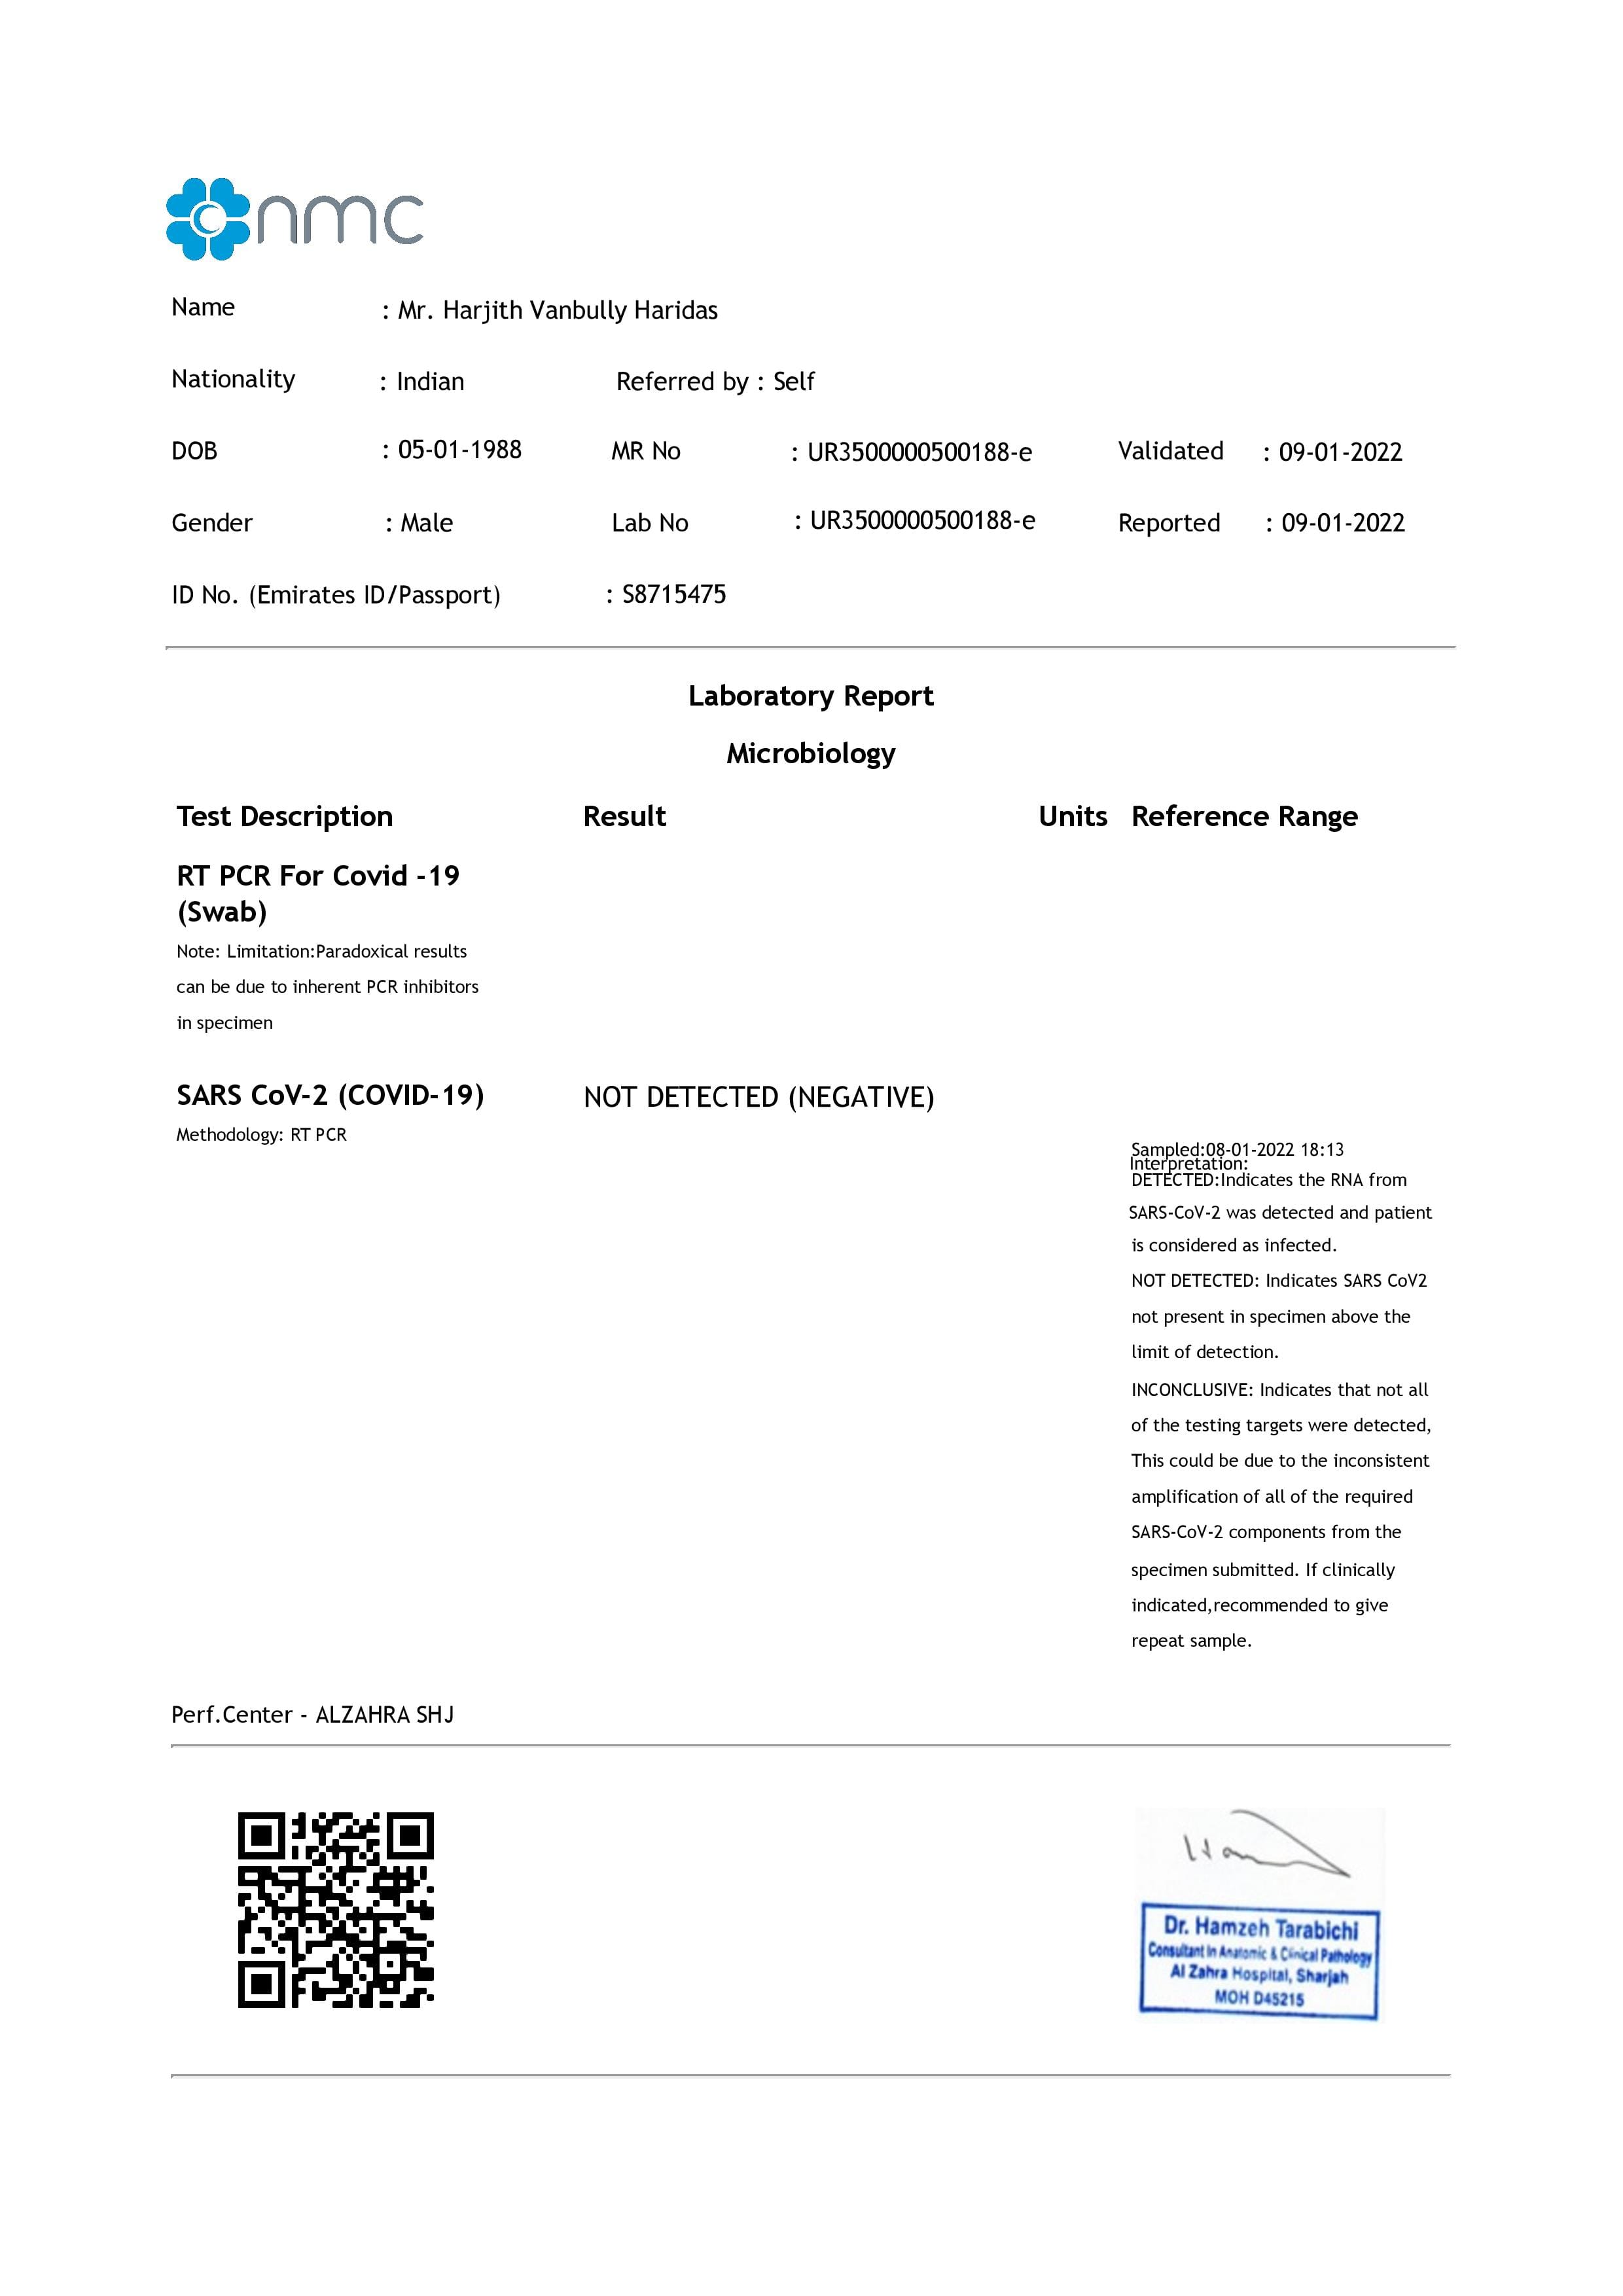 nmc
Name : Mr. Harjith Vanbully Haridas
Nationality : Indian Referred by : Self
DOB : 05-01-1988 MR No : UR3500000500188-e Validated : 09-01-2022
Gender : Male Lab No : UR3500000500188-e Reported : 09-01-2022
ID No. (Emirates ID/Passport) : S8715475
Laboratory Report
Microbiology
Test Description Result Units Reference Range
RT PCR For Covid -19
(Swab)
Note: Limitation:Paradoxical results
can be due to inherent PCR inhibitors
in specimen
SARS CoV-2 (COVID-19) NOT DETECTED (NEGATIVE)
Methodology: RT PCR
Sampled:08-01-2022 18:13
Interpretation:
DETECTED:Indicates the RNA from
SARS-CoV-2 was detected and patient
is considered as infected.
NOT DETECTED: Indicates SARS CoV2
not present in specimen above the
limit of detection.
INCONCLUSIVE: Indicates that not all
of the testing targets were detected,
This could be due to the inconsistent
amplification of all of the required
SARS-CoV-2 components from the
specimen submitted. If clinically
indicated,recommended to give
repeat sample.
Perf.Center - ALZAHRA SHJ
Dr. Hamzeh Tarabichi
Consultant in Anatomic & Clinical Pathology
Al Zahra Hospital, Sharjah
MOH D45215